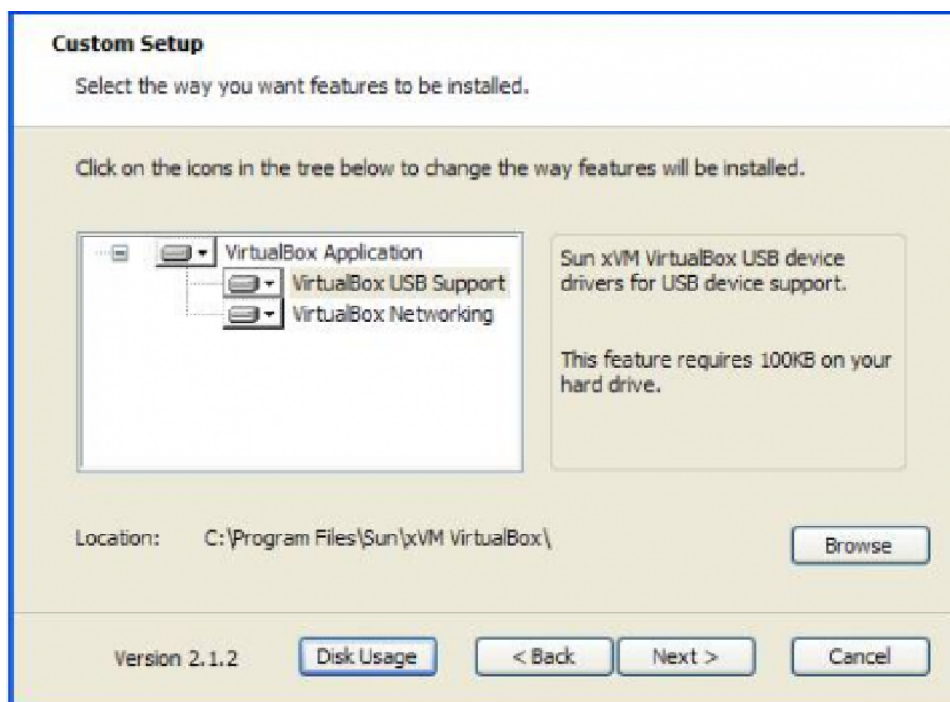 Custom Setup
Select the way you want features to be installed.
Click on the icons in the tree below to change the way features will be installed.
VirtualBox Application
VirtualBox USB Support
VirtualBox Networking
Sun xVM VirtualBox USB device
drivers for USB device support.
This feature requires 100KB on your
hard drive.
Location: C:\Program Files\Sun\xVM VirtualBox\
Browse
Version 2.1.2
Disk Usage
< Back
Next >
Cancel